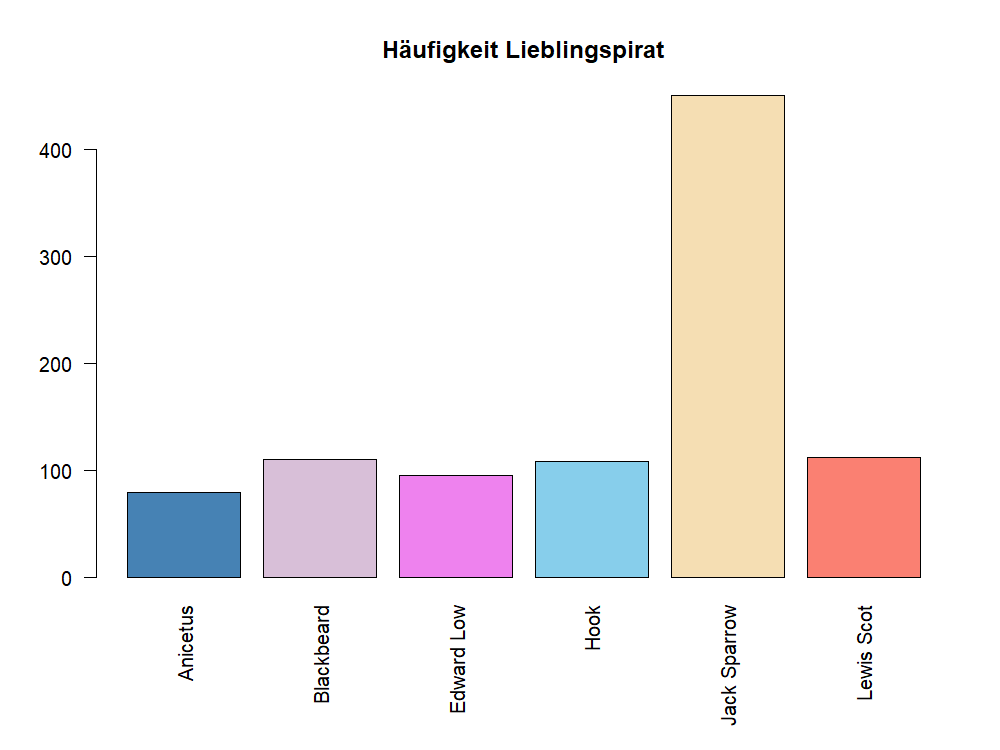 Häufigkeit Lieblingspirat
400
300
200
100
0
Anicetus
Blackbeard
Edward Low
Hook
Jack Sparrow
Lewis Scot